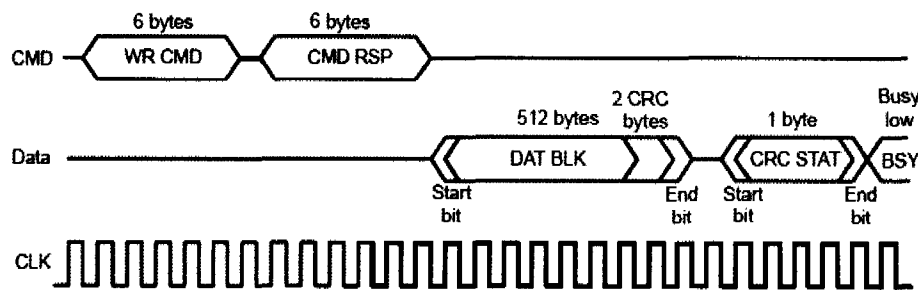 6 bytes
6 bytes
CMD
WR CMD
CMD RSP
2 CRC
bytes
Busy
low
512 bytes
1 byte
Data
DAT BLK
CRC STAT
BSY
Start
bit
End
bit
Start
bit
End
bit
CLK